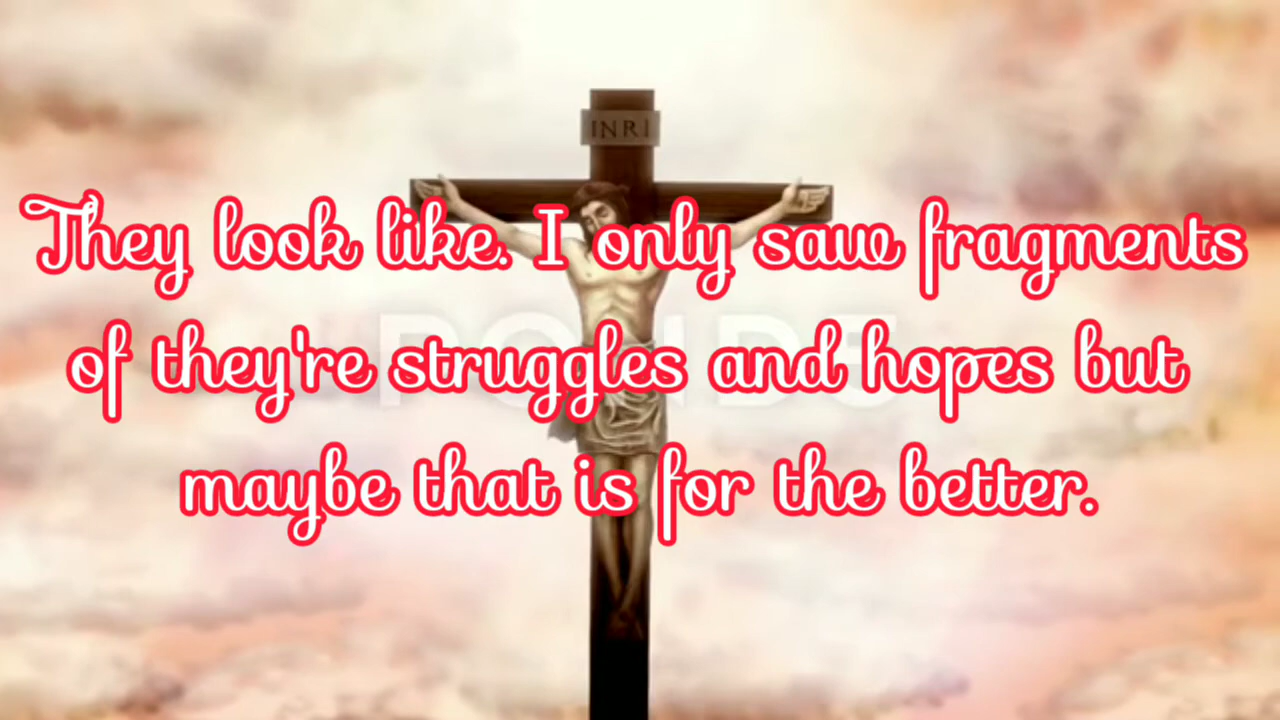 INRI
They look like. I only saw fragments
of they're struggles and hopes but
maybe that is for the better.